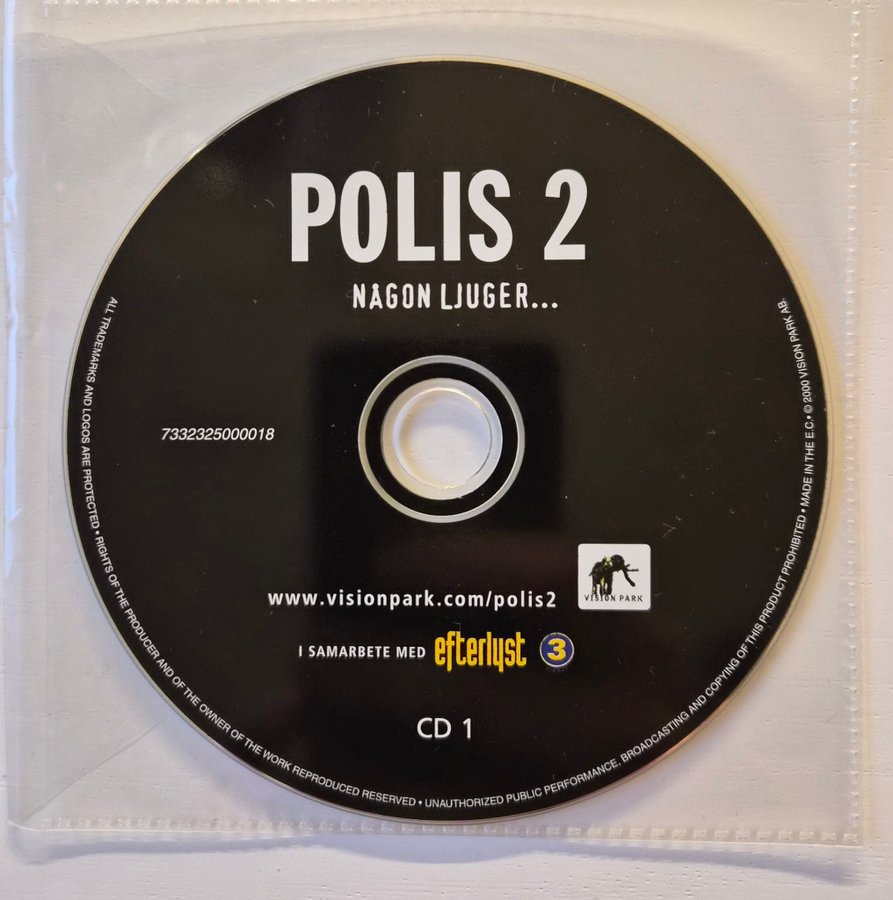 POLIS 2
NÅGON LJUGER...
7332325000018
www.visionpark.com/polis2
VISION PARK
I SAMARBETE MED efterlyst 3
CD 1
ALL TRADEMARKS AND LOGOS ARE PROTECTED • RIGHTS OF THE PRODUCER AND OF THE OWNER OF THE WORK REPRODUCED RESERVED • UNAUTHORIZED PUBLIC PERFORMANCE, BROADCASTING AND COPYING OF THIS PRODUCT PROHIBITED • MADE IN THE E.C. • © 2000 VISION PARK AB.